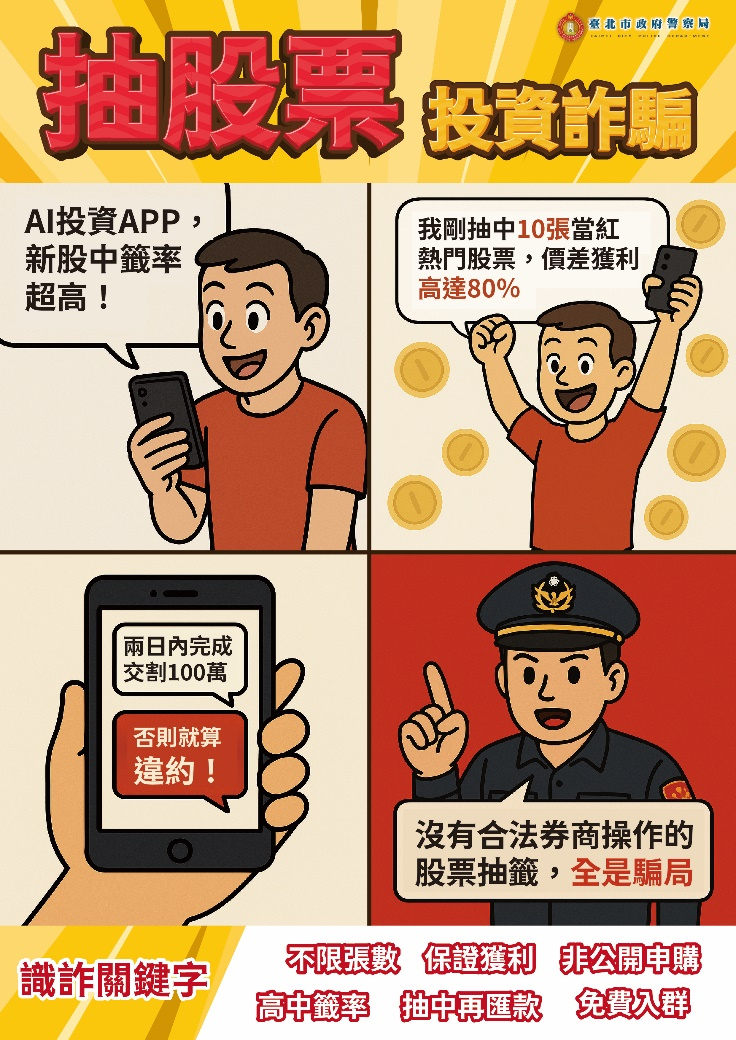 臺北市政府警察局
TAIPEI CITY POLICE DEPARTMENT
抽股票
投資詐騙
AI投資APP，
新股中籤率
超高！
我剛抽中10張當紅
熱門股票，價差獲利
高達80%
兩日內完成
交割100萬
否則就算
違約！
沒有合法券商操作的
股票抽籤，全是騙局
識詐關鍵字
不限張數 保證獲利 非公開申購
高中籤率 抽中再匯款 免費入群